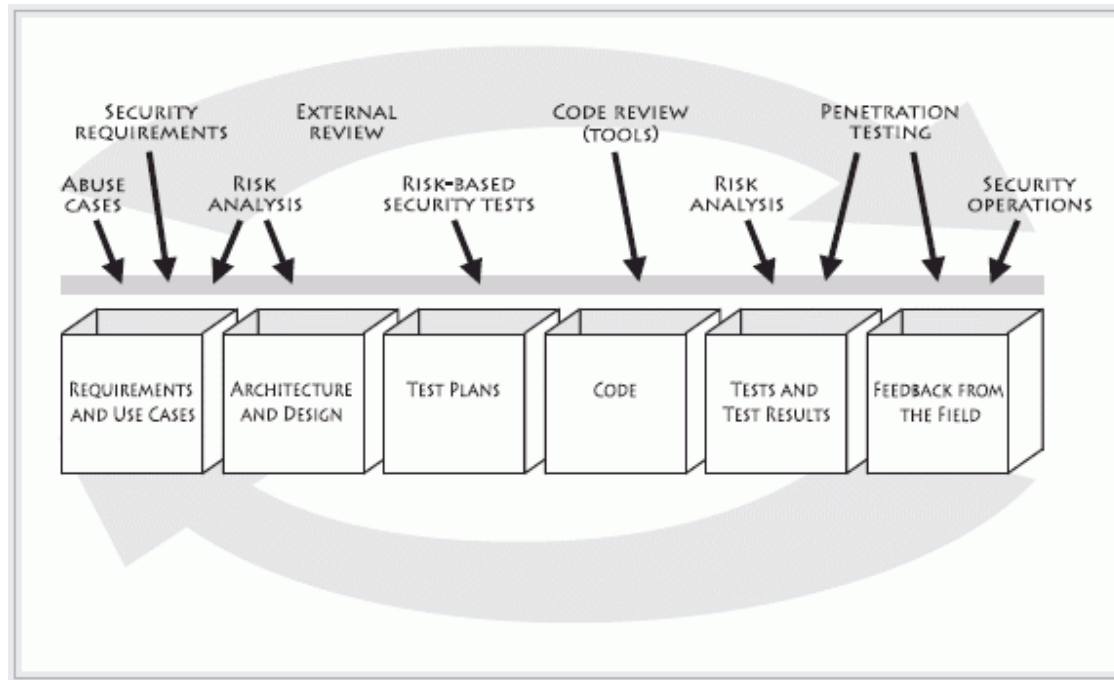 SECURITY
REQUIREMENTS
EXTERNAL
REVIEW
CODE REVIEW
(TOOLS)
PENETRATION
TESTING
ABUSE
CASES
RISK
ANALYSIS
RISK-BASED
SECURITY TESTS
RISK
ANALYSIS
SECURITY
OPERATIONS
REQUIREMENTS
AND USE CASES
ARCHITECTURE
AND DESIGN
TEST PLANS
CODE
TESTS AND
TEST RESULTS
FEEDBACK FROM
THE FIELD